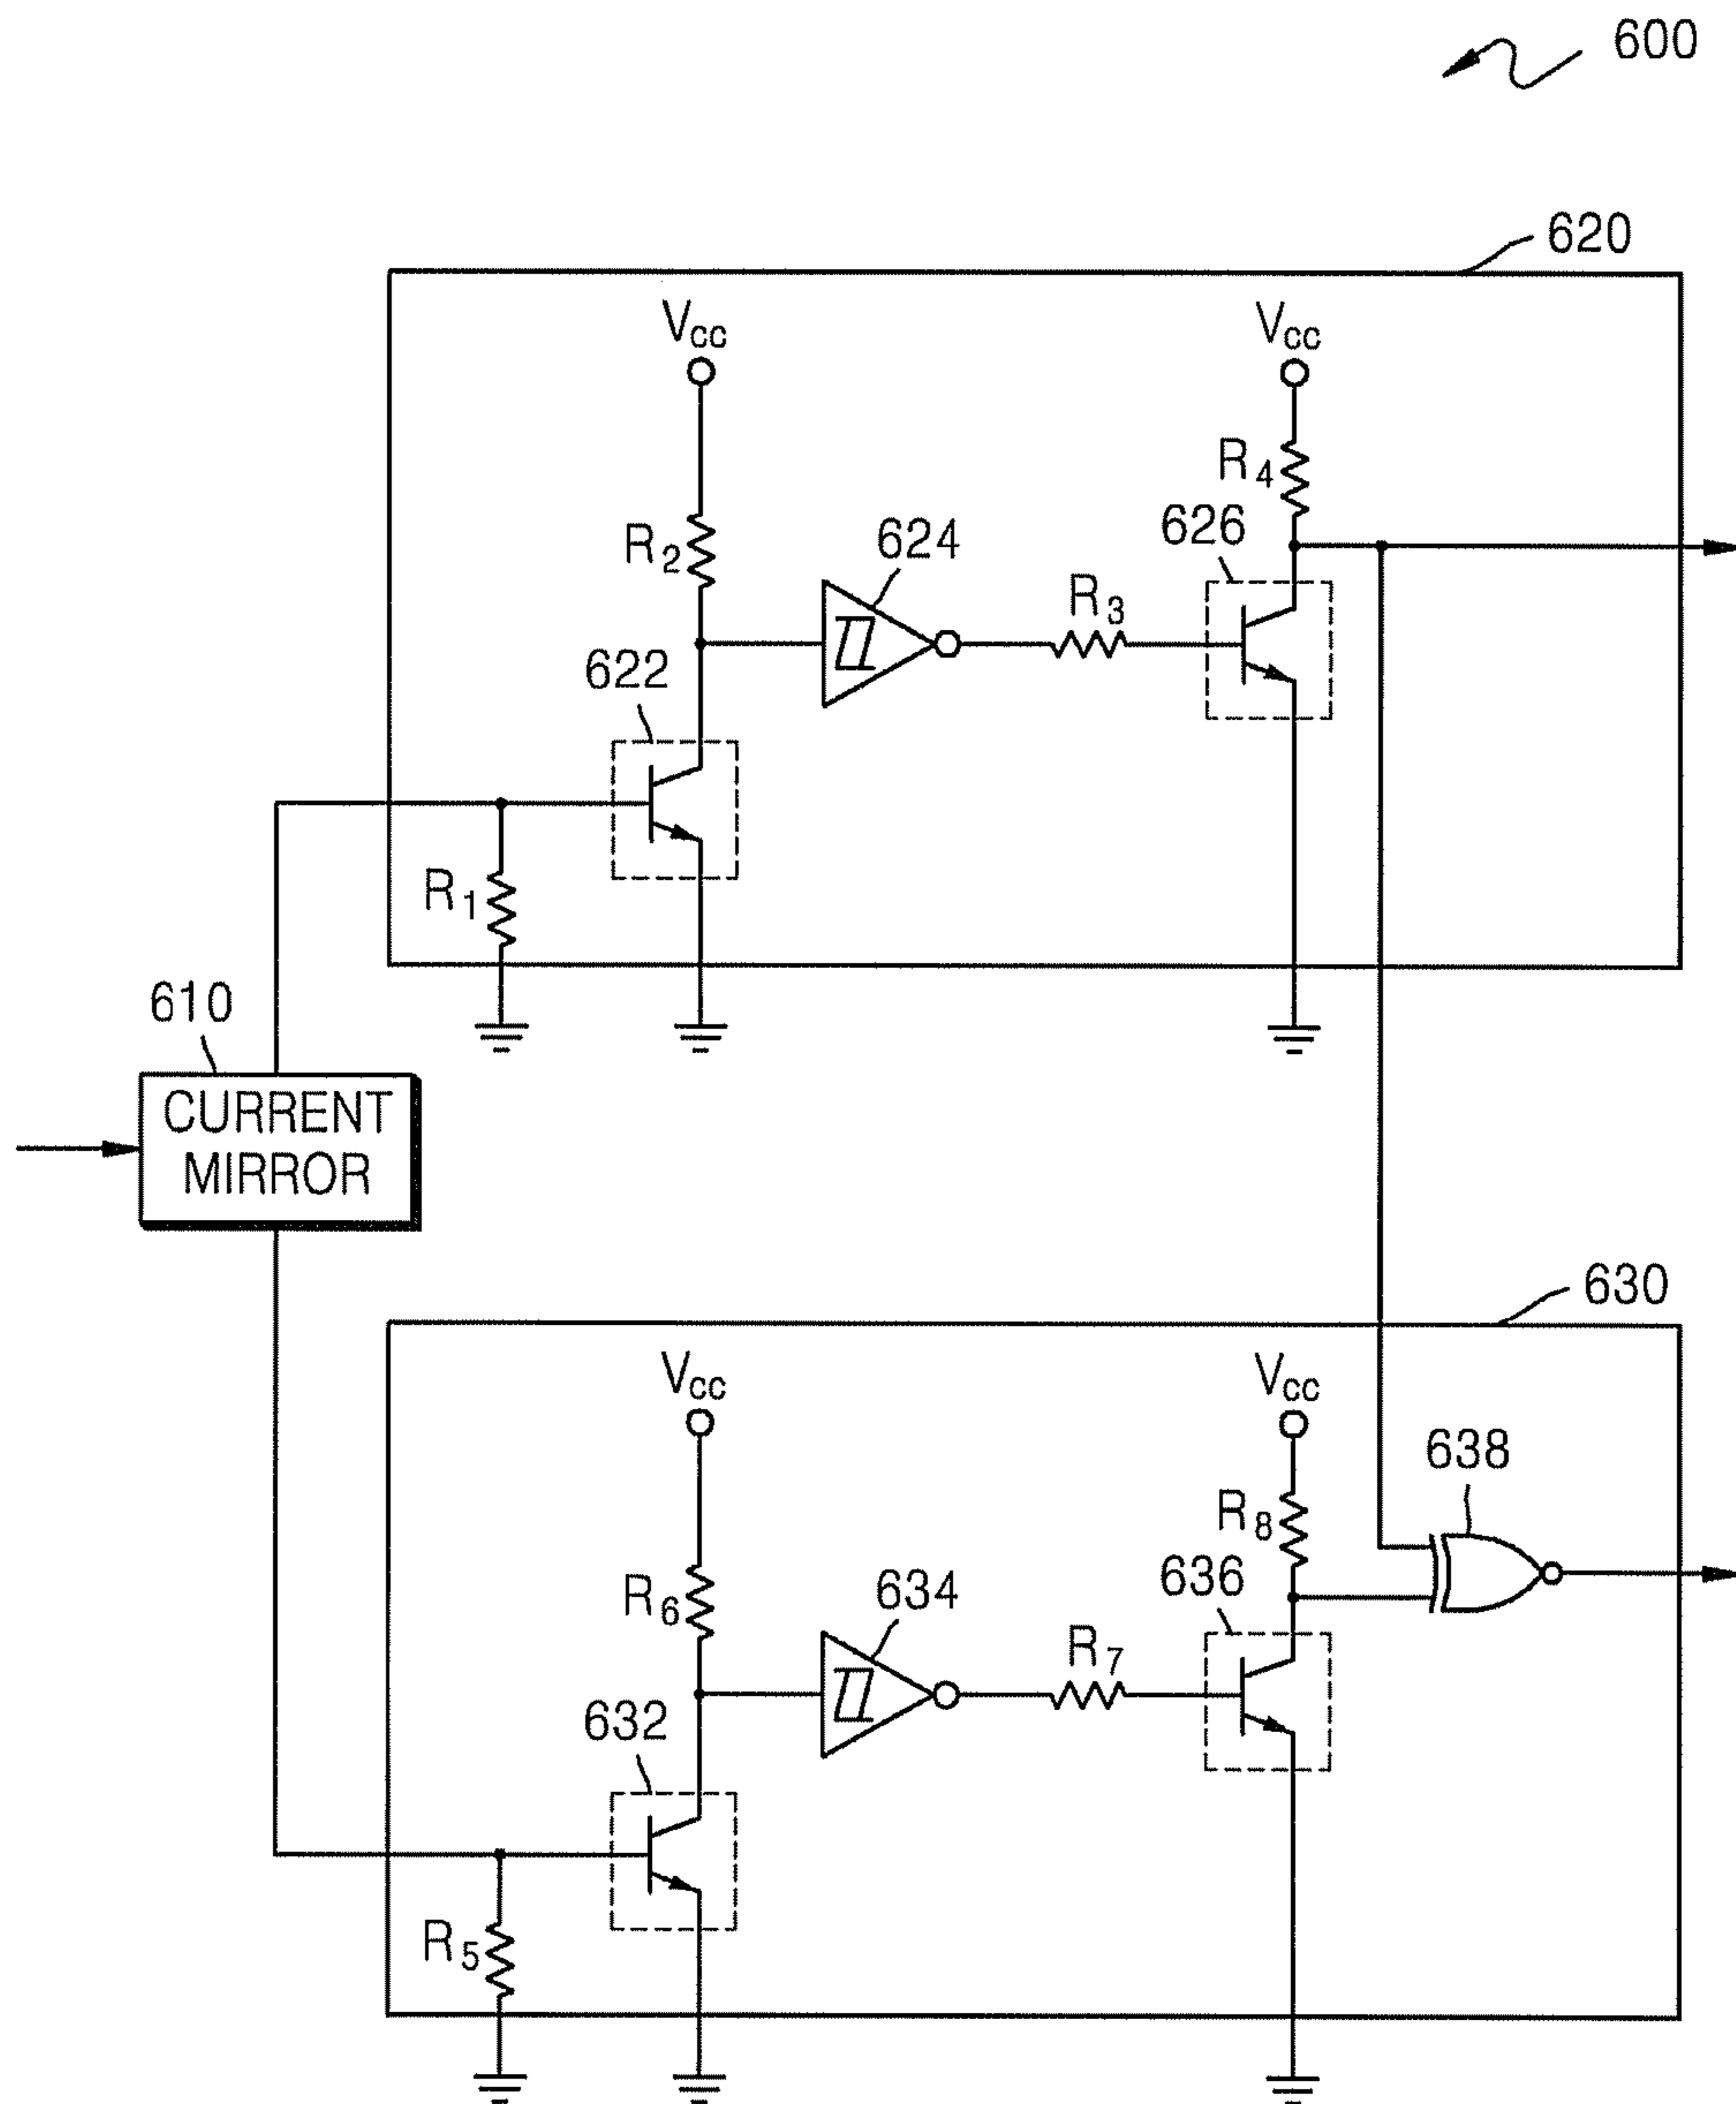 600
620
Vcc
Vcc
R4
626
624
R2
R3
622
R1
610
CURRENT
MIRROR
630
Vcc
Vcc
638
R8
636
634
R6
R7
632
R5